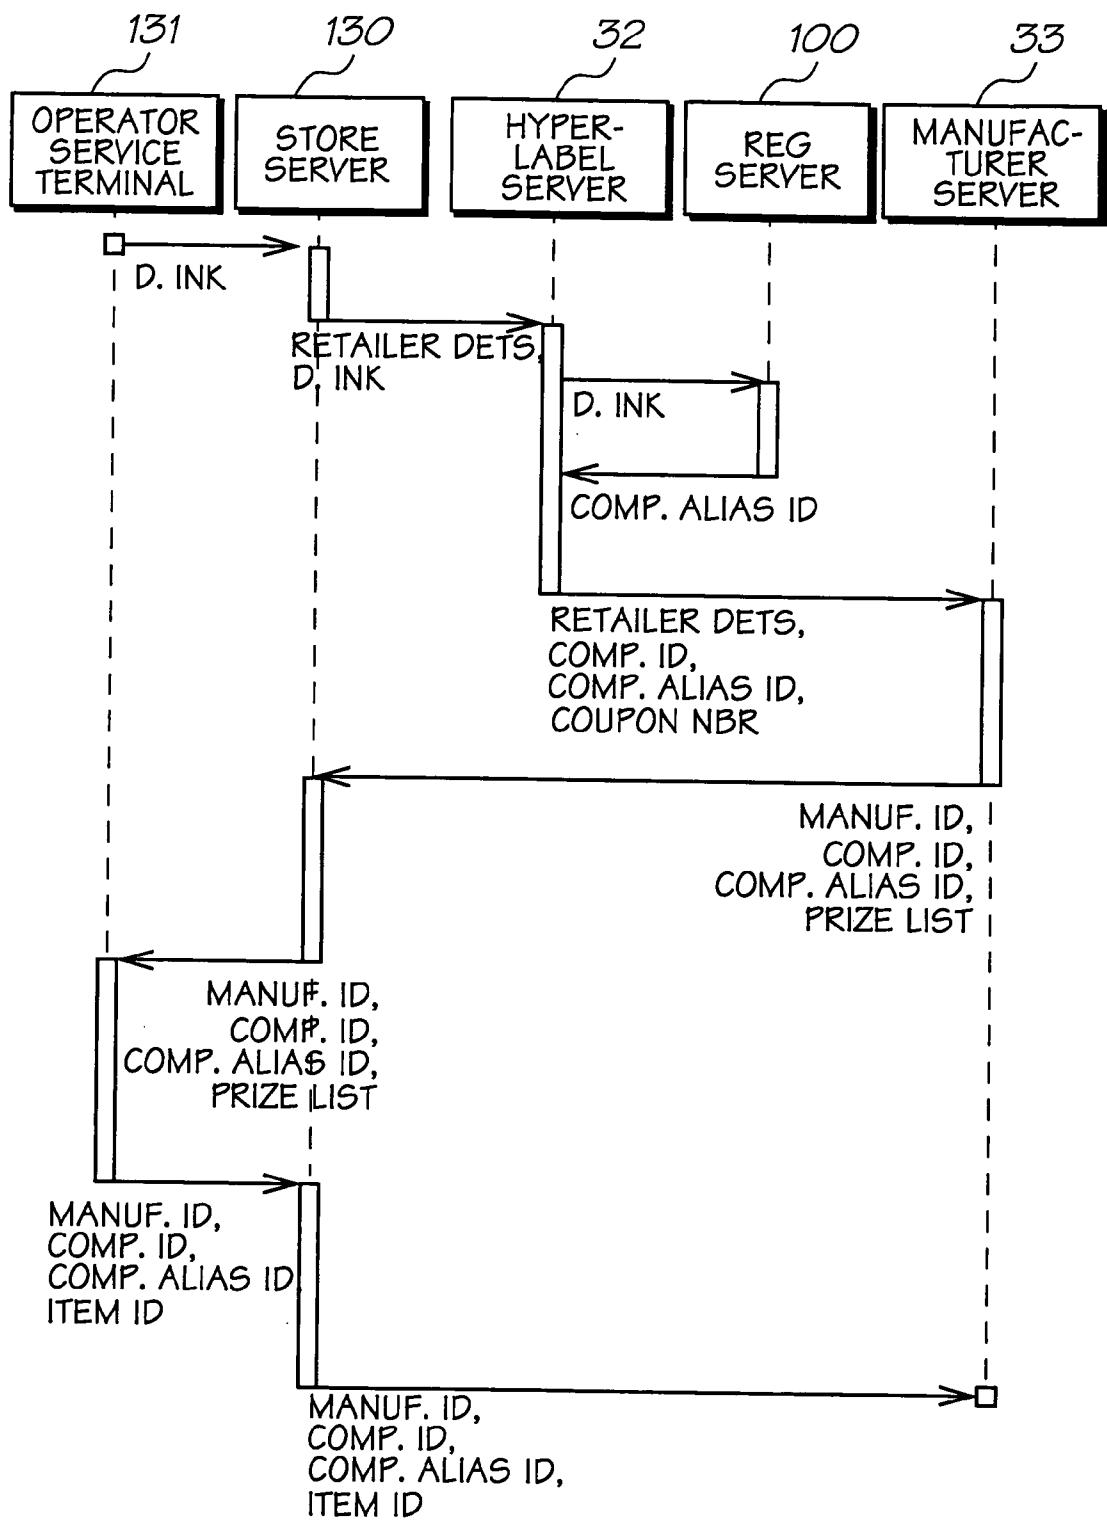 131
130
32
100
33
OPERATOR
SERVICE
TERMINAL
STORE
SERVER
HYPER-
LABEL
SERVER
REG
SERVER
MANUFAC-
TURER
SERVER
D. INK
RETAILER DETS,
D. INK
D. INK
COMP. ALIAS ID
RETAILER DETS,
COMP. ID,
COMP. ALIAS ID,
COUPON NBR
MANUF. ID,
COMP. ID,
COMP. ALIAS ID,
PRIZE LIST
MANUF. ID,
COMP. ID,
COMP. ALIAS ID,
PRIZE LIST
MANUF. ID,
COMP. ID,
COMP. ALIAS ID
ITEM ID
MANUF. ID,
COMP. ID,
COMP. ALIAS ID,
ITEM ID